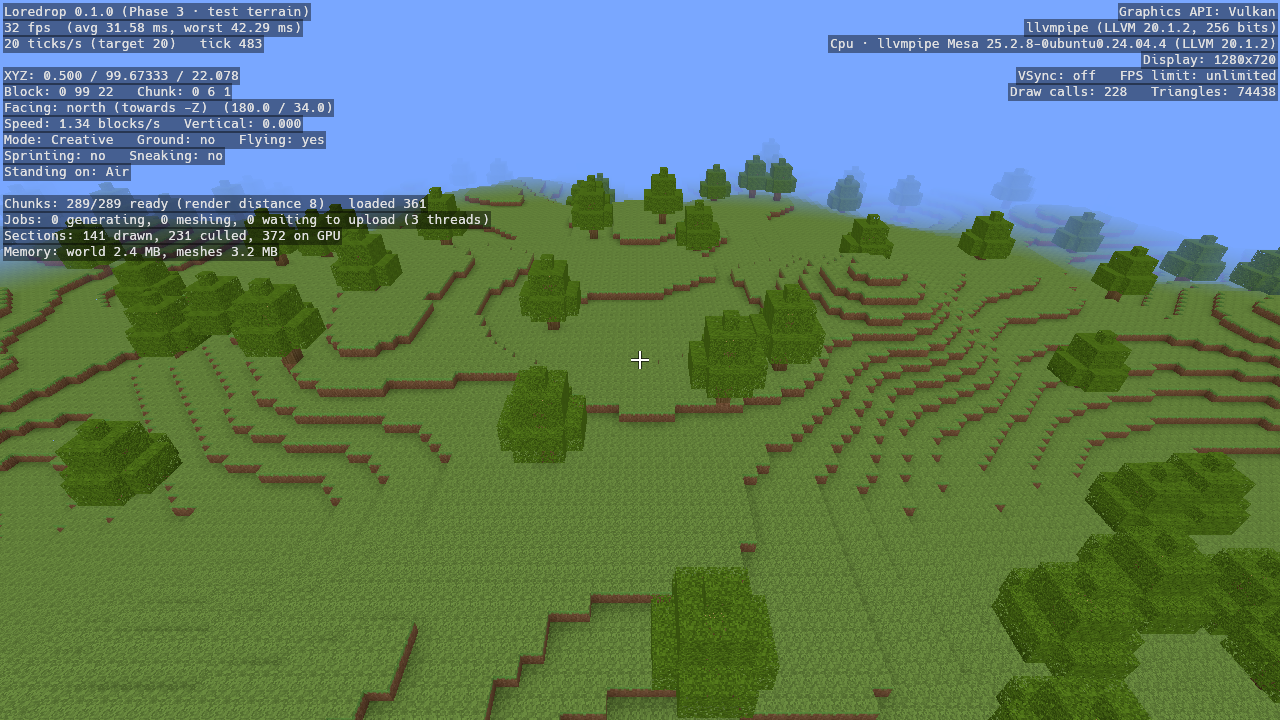 Loredrop 0.1.0 (Phase 3 · test terrain)
32 fps  (avg 31.58 ms, worst 42.29 ms)
20 ticks/s (target 20)   tick 483
XYZ: 0.500 / 99.67333 / 22.078
Block: 0 99 22   Chunk: 0 6 1
Facing: north (towards -Z)  (180.0 / 34.0)
Speed: 1.34 blocks/s   Vertical: 0.000
Mode: Creative   Ground: no   Flying: yes
Sprinting: no   Sneaking: no
Standing on: Air
Chunks: 289/289 ready (render distance 8)   loaded 361
Jobs: 0 generating, 0 meshing, 0 waiting to upload (3 threads)
Sections: 141 drawn, 231 culled, 372 on GPU
Memory: world 2.4 MB, meshes 3.2 MB
Graphics API: Vulkan
llvmpipe (LLVM 20.1.2, 256 bits)
Cpu · llvmpipe Mesa 25.2.8-0ubuntu0.24.04.4 (LLVM 20.1.2)
Display: 1280x720
VSync: off   FPS limit: unlimited
Draw calls: 228   Triangles: 74438